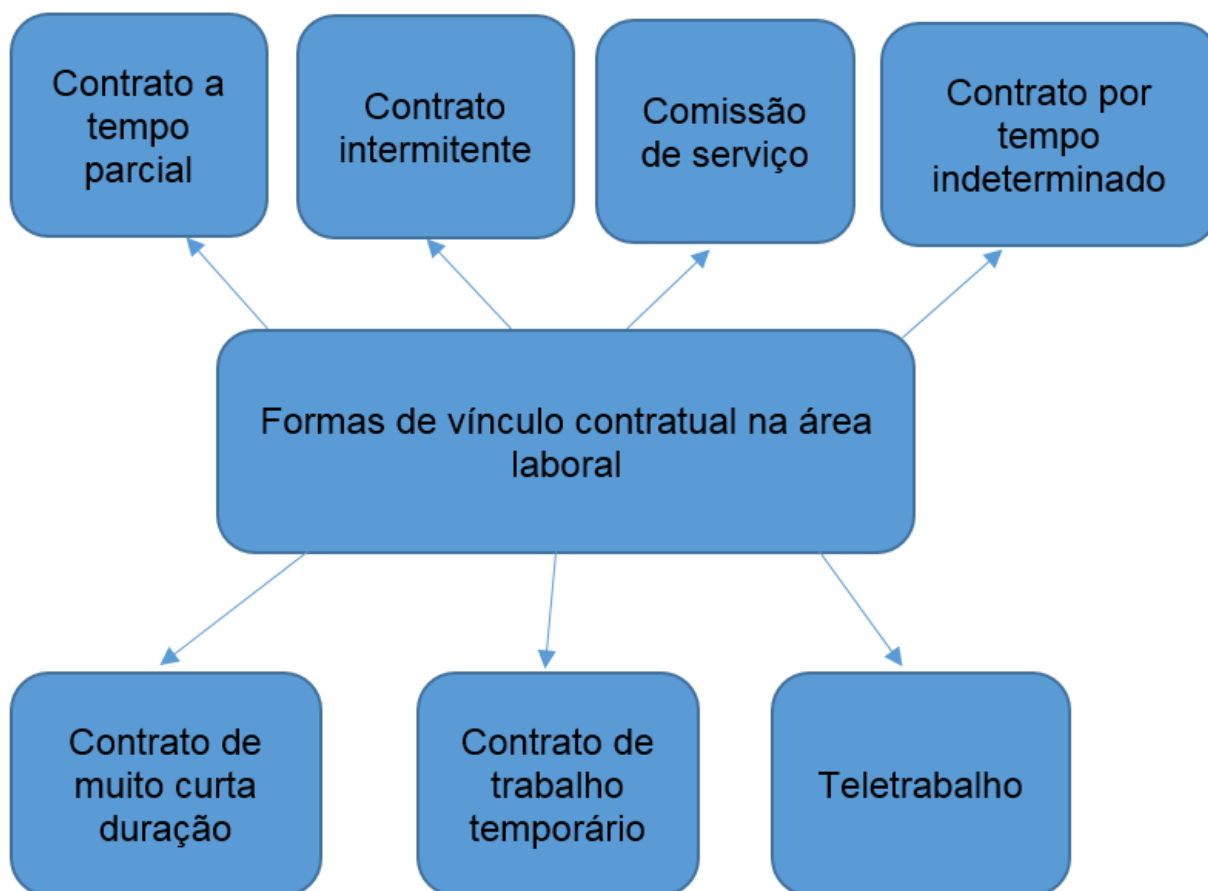 Contrato a
tempo
parcial
Contrato
intermitente
Comissão
de serviço
Contrato por
tempo
indeterminado
Formas de vínculo contratual na área
laboral
Contrato de
muito curta
duração
Contrato de
trabalho
temporário
Teletrabalho